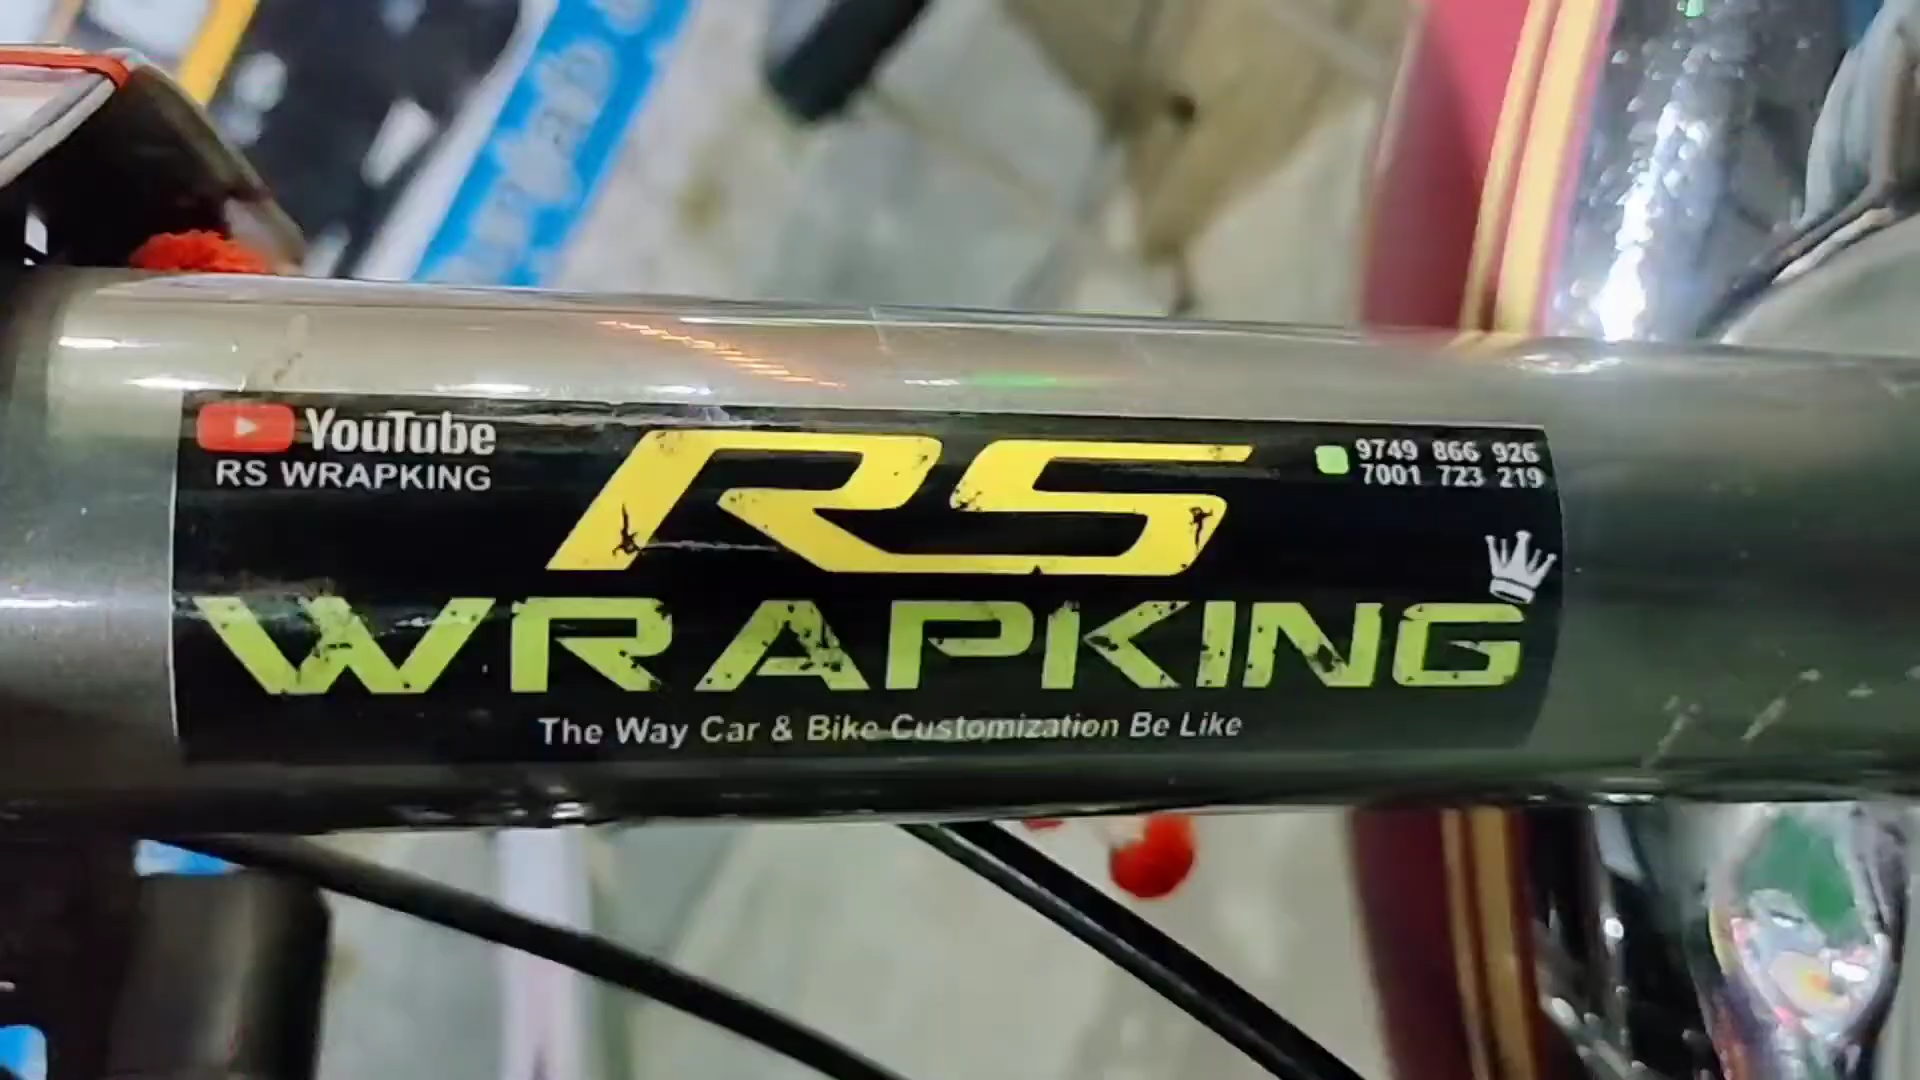 YouTube
RS WRAPKING
RS
WRAPKING
9749 866 926
7001 723 219
The Way Car & Bike Customization Be Like